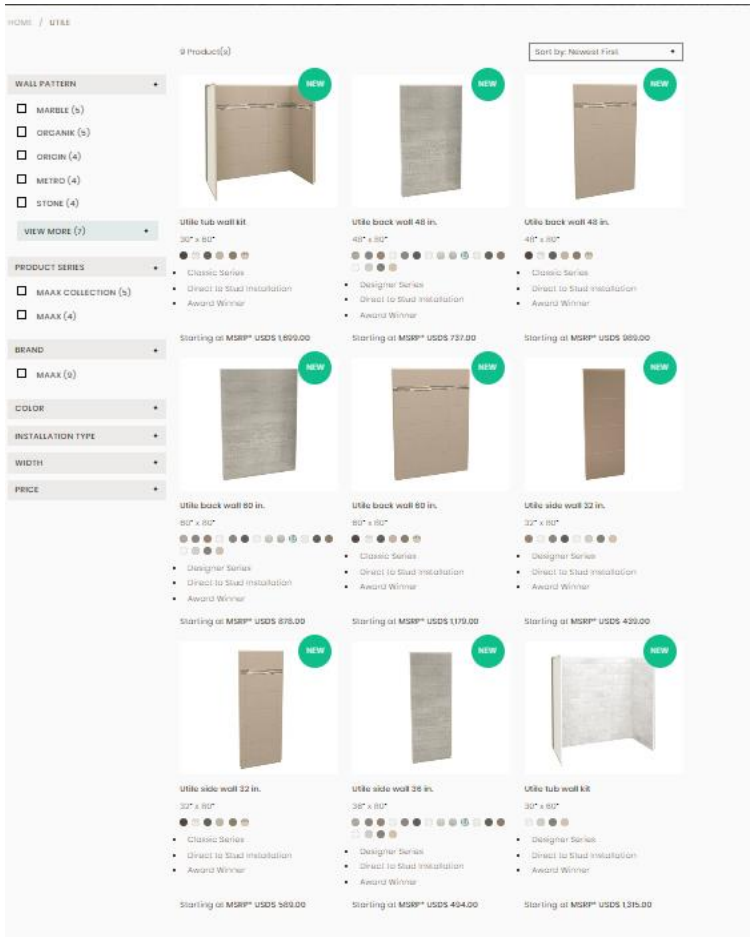 HOME / UTILE
9 Product(s)
Sort by: Newest First
WALL PATTERN
MARBLE (5)
ORGANIK (5)
ORIGIN (4)
METRO (4)
STONE (4)
VIEW MORE (7)
PRODUCT SERIES
MAAX COLLECTION (5)
MAAX (4)
BRAND
MAAX (9)
COLOR
INSTALLATION TYPE
WIDTH
PRICE
NEW
Utile tub wall kit
30" x 60"
Classic Series
Direct to Stud Installation
Award Winner
Starting at MSRP* USD$ 1,699.00
NEW
Utile back wall 48 in.
48" x 80"
Designer Series
Direct to Stud Installation
Award Winner
Starting at MSRP* USD$ 737.00
NEW
Utile back wall 48 in.
48" x 80"
Classic Series
Direct to Stud Installation
Award Winner
Starting at MSRP* USD$ 989.00
NEW
Utile back wall 60 in.
60" x 80"
Designer Series
Direct to Stud Installation
Award Winner
Starting at MSRP* USD$ 878.00
NEW
Utile back wall 60 in.
60" x 80"
Classic Series
Direct to Stud Installation
Award Winner
Starting at MSRP* USD$ 1,179.00
NEW
Utile side wall 32 in.
32" x 80"
Designer Series
Direct to Stud Installation
Award Winner
Starting at MSRP* USD$ 439.00
NEW
Utile side wall 32 in.
32" x 80"
Classic Series
Direct to Stud Installation
Award Winner
Starting at MSRP* USD$ 589.00
NEW
Utile side wall 36 in.
36" x 80"
Designer Series
Direct to Stud Installation
Award Winner
Starting at MSRP* USD$ 494.00
NEW
Utile tub wall kit
30" x 60"
Designer Series
Direct to Stud Installation
Award Winner
Starting at MSRP* USD$ 1,315.00